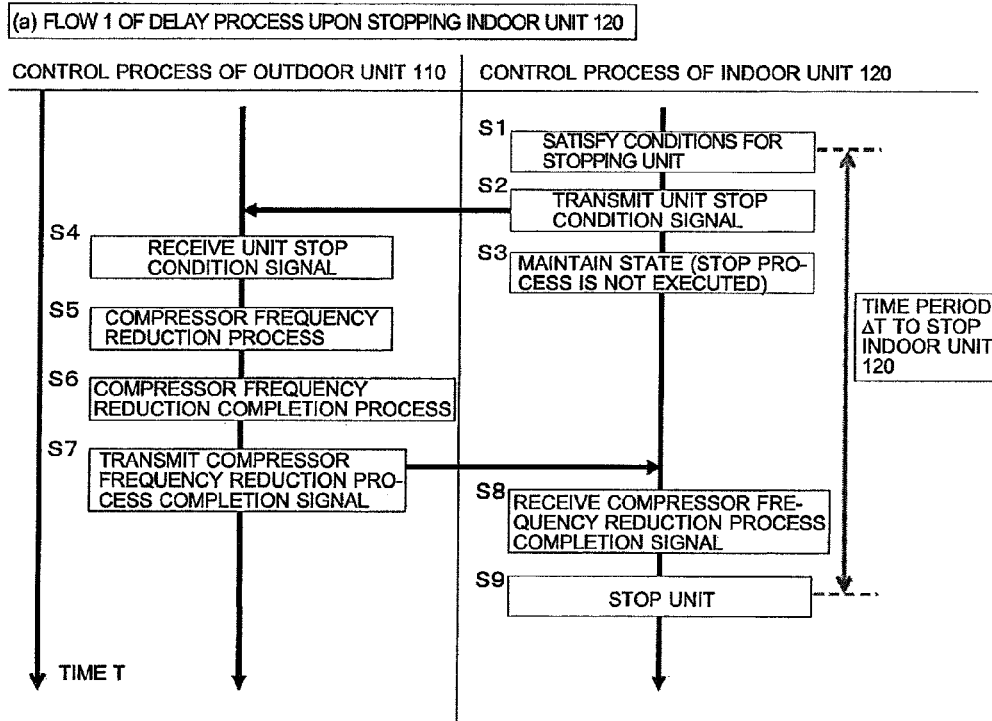 (a) FLOW 1 OF DELAY PROCESS UPON STOPPING INDOOR UNIT 120
CONTROL PROCESS OF OUTDOOR UNIT 110
CONTROL PROCESS OF INDOOR UNIT 120
S1
SATISFY CONDITIONS FOR
STOPPING UNIT
S2
TRANSMIT UNIT STOP
CONDITION SIGNAL
S4
RECEIVE UNIT STOP
CONDITION SIGNAL
S3
MAINTAIN STATE (STOP PRO-
CESS IS NOT EXECUTED)
S5
COMPRESSOR FREQUENCY
REDUCTION PROCESS
TIME PERIOD
ΔT TO STOP
INDOOR UNIT
120
S6
COMPRESSOR FREQUENCY
REDUCTION COMPLETION PROCESS
S7
TRANSMIT COMPRESSOR
FREQUENCY REDUCTION PRO-
CESS COMPLETION SIGNAL
S8
RECEIVE COMPRESSOR FRE-
QUENCY REDUCTION PROCESS
COMPLETION SIGNAL
S9
STOP UNIT
TIME T